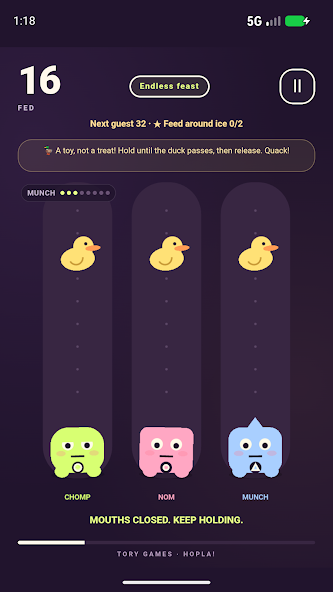 1:18
5G
16
FED
Endless feast
Next guest 32 · ★ Feed around ice 0/2
A toy, not a treat! Hold until the duck passes, then release. Quack!
MUNCH
CHOMP
NOM
MUNCH
MOUTHS CLOSED. KEEP HOLDING.
TORY GAMES · HOPLA!